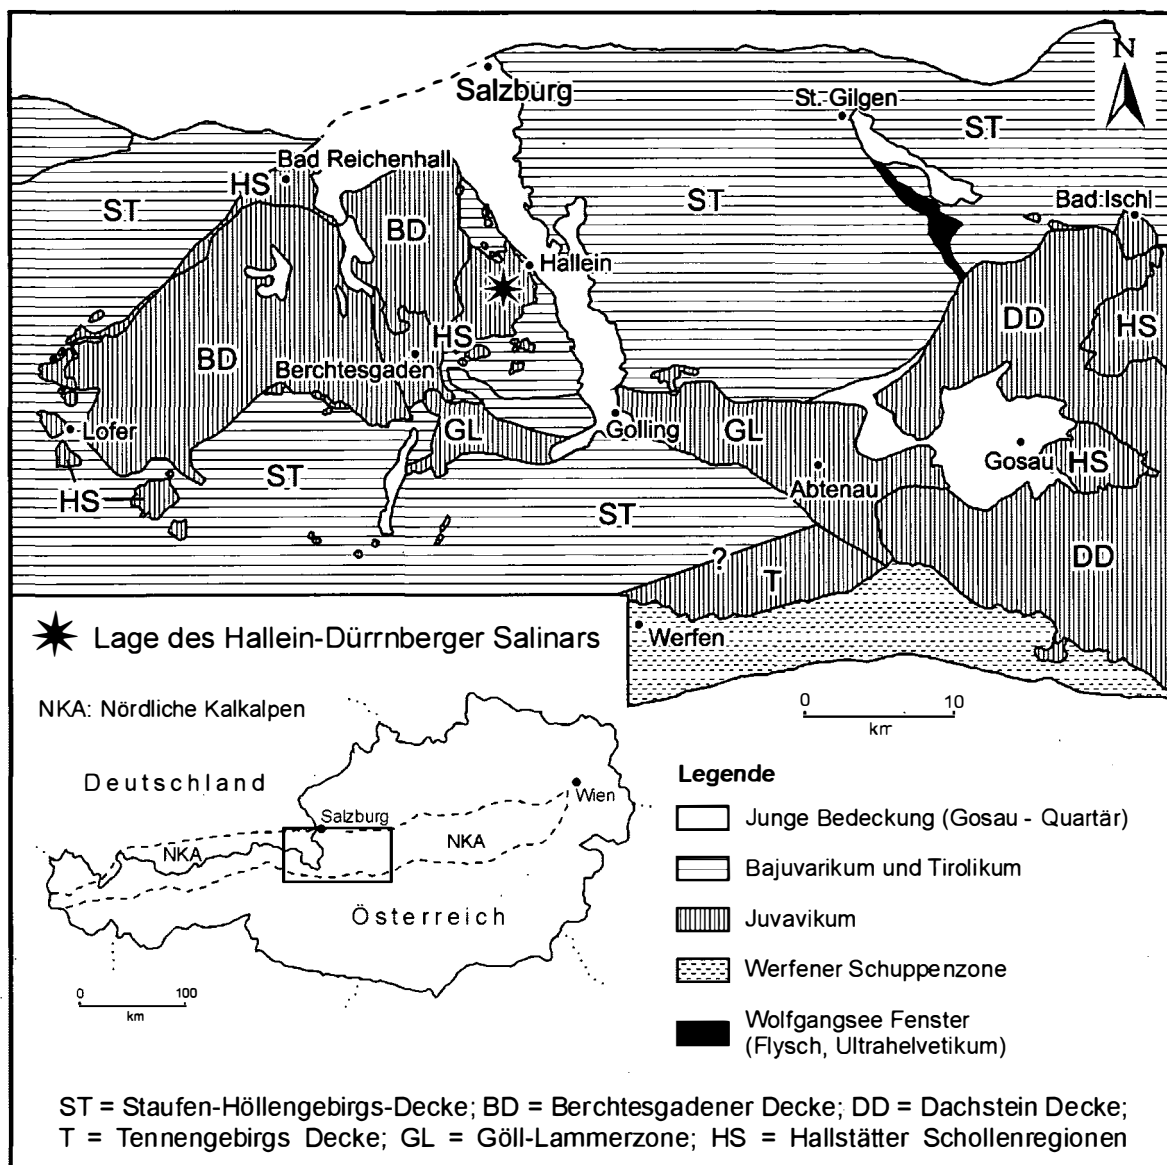 N
Salzburg
St. Gilgen
ST
Bad Reichenhall
HS
ST
ST
Bad Ischl
BD
Hallein
DD
HS
HS
BD
Berchtesgaden
Lofer
GL
Golling
GL
Gosau
HS
ST
Abtenau
HS
ST
?
T
DD
Werfen
Lage des Hallein-Dürrnberger Salinars
0 10
km
NKA: Nördliche Kalkalpen
Deutschland
Wien
Salzburg
NKA
NKA
Österreich
0 100
km
Legende
Junge Bedeckung (Gosau - Quartär)
Bajuvarikum und Tirolikum
Juvavikum
Werfener Schuppenzone
Wolfgangsee Fenster
(Flysch, Ultrahelvetikum)
ST = Staufen-Höllengebirgs-Decke; BD = Berchtesgadener Decke; DD = Dachstein Decke;
T = Tennengebirgs Decke; GL = Göll-Lammerzone; HS = Hallstätter Schollenregionen